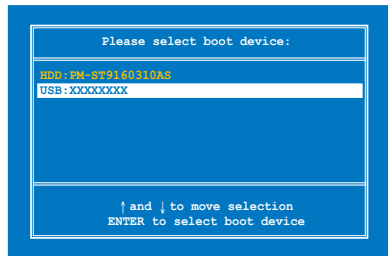 Please select boot device:
HDD:PM-ST9160310AS
USB:XXXXXXXX
↑ and ↓ to move selection
ENTER to select boot device